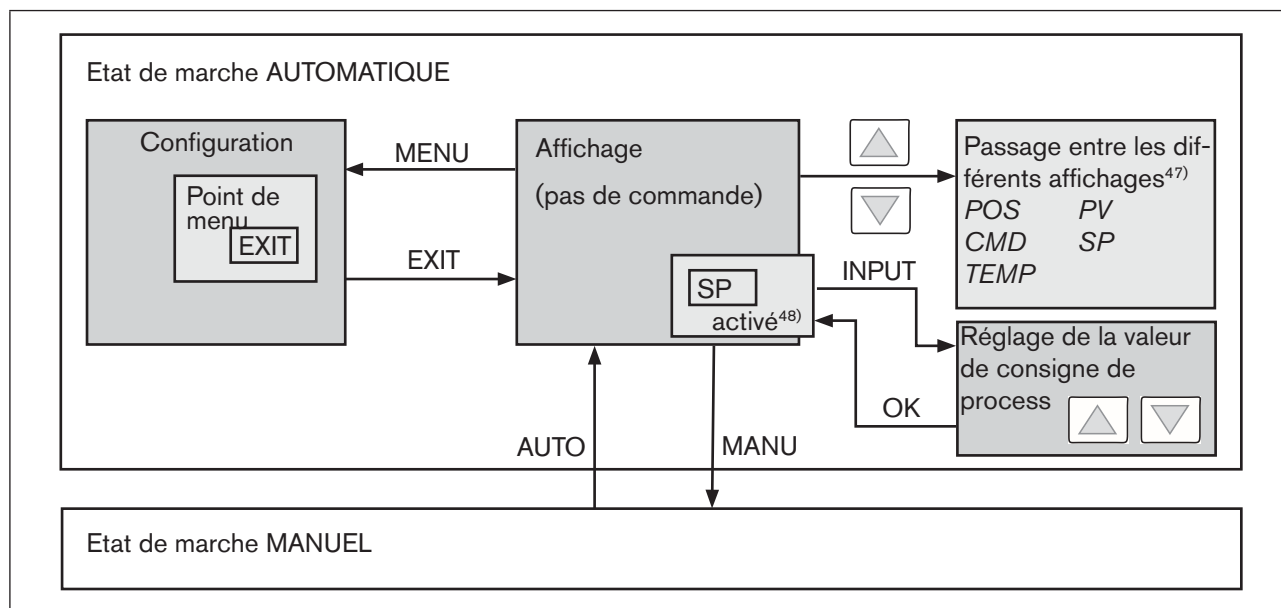 Etat de marche AUTOMATIQUE
Configuration
Point de
menu
EXIT
MENU
EXIT
Affichage
(pas de commande)
SP
activé48)
INPUT
OK
Passage entre les dif-
férents affichages47)
POS PV
CMD SP
TEMP
Réglage de la valeur
de consigne de
process
AUTO
MANU
Etat de marche MANUEL